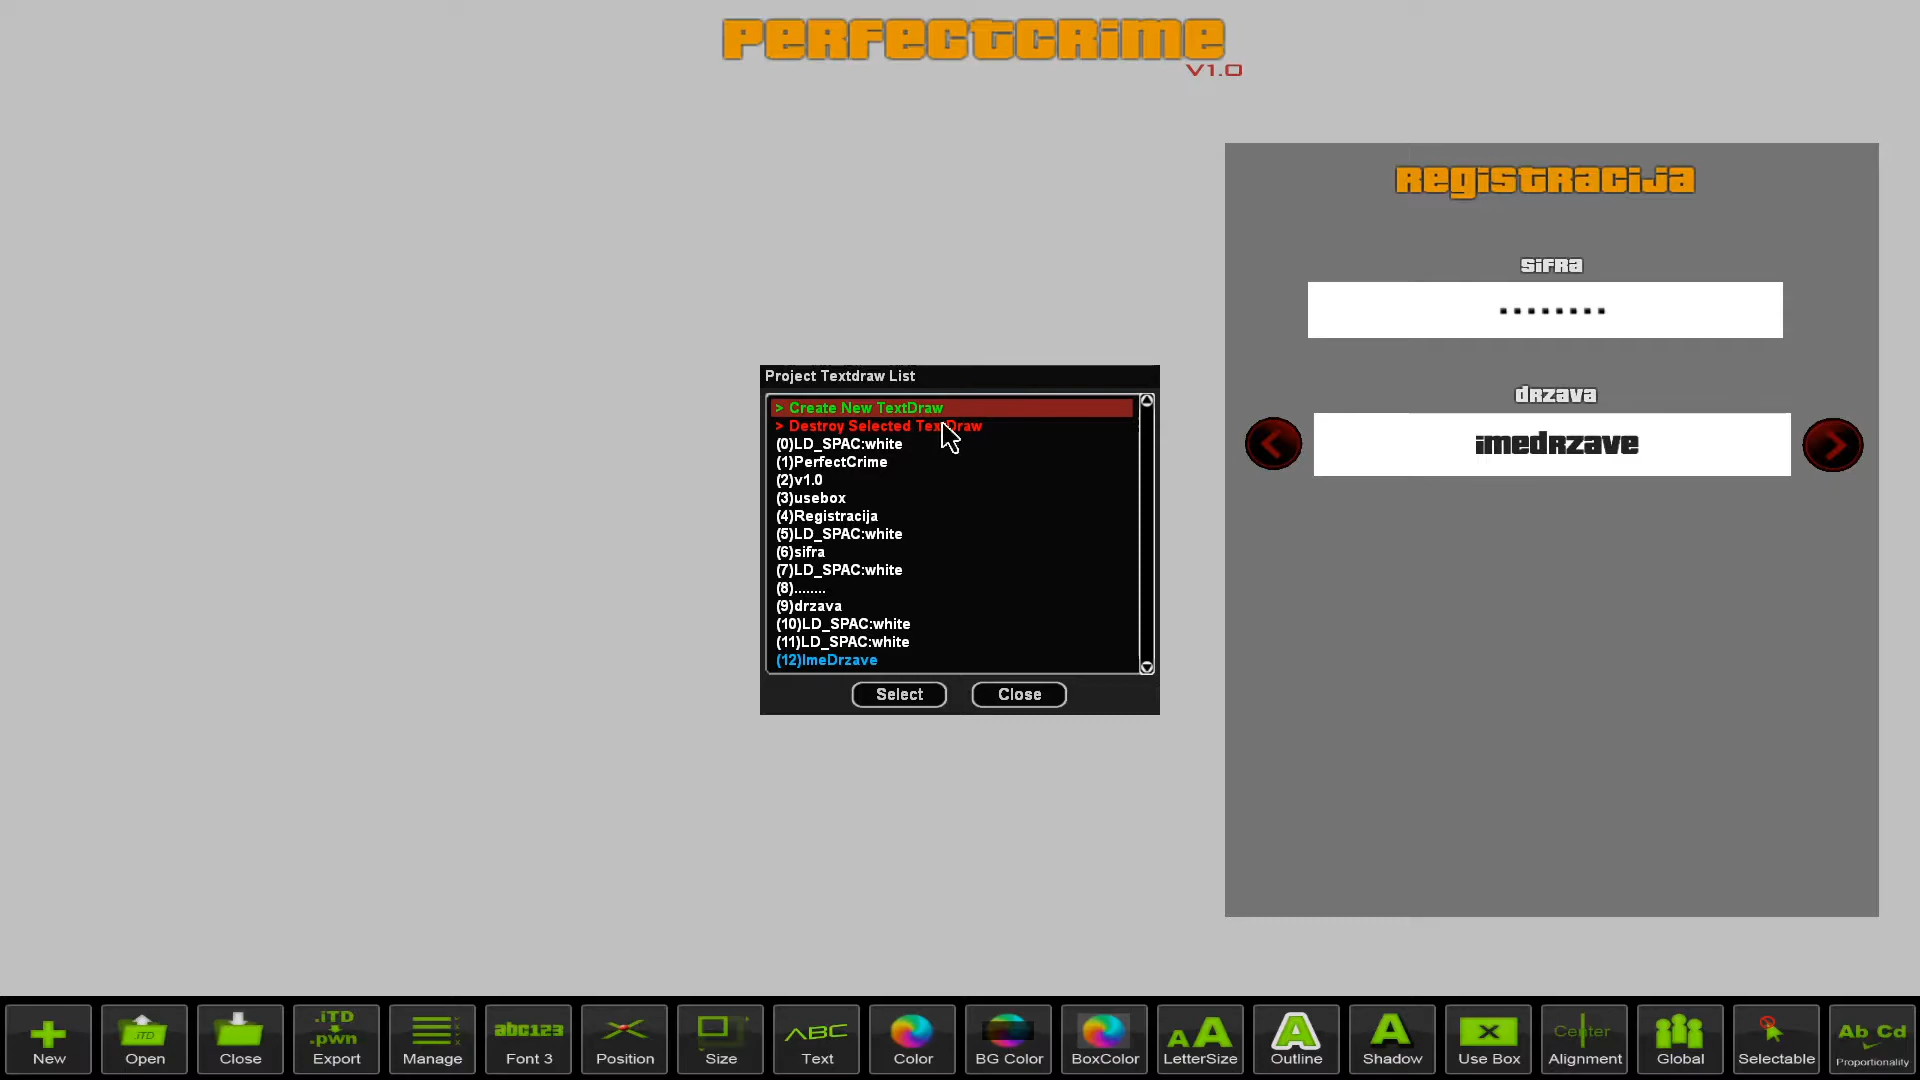 PerfectCrime
V1.0
Registracija
sifra
........
drzava
imeDrzave
Project Textdraw List
> Create New TextDraw
> Destroy Selected TextDraw
(0)LD_SPAC:white
(1)PerfectCrime
(2)v1.0
(3)usebox
(4)Registracija
(5)LD_SPAC:white
(6)sifra
(7)LD_SPAC:white
(8)........
(9)drzava
(10)LD_SPAC:white
(11)LD_SPAC:white
(12)ImeDrzave
Select Close
.iTD .iTD .pwn abc123 ABC AA A A X Center Ab Cd
New Open Close Export Manage Font 3 Position Size Text Color BG Color BoxColor LetterSize Outline Shadow Use Box Alignment Global Selectable Proportionality